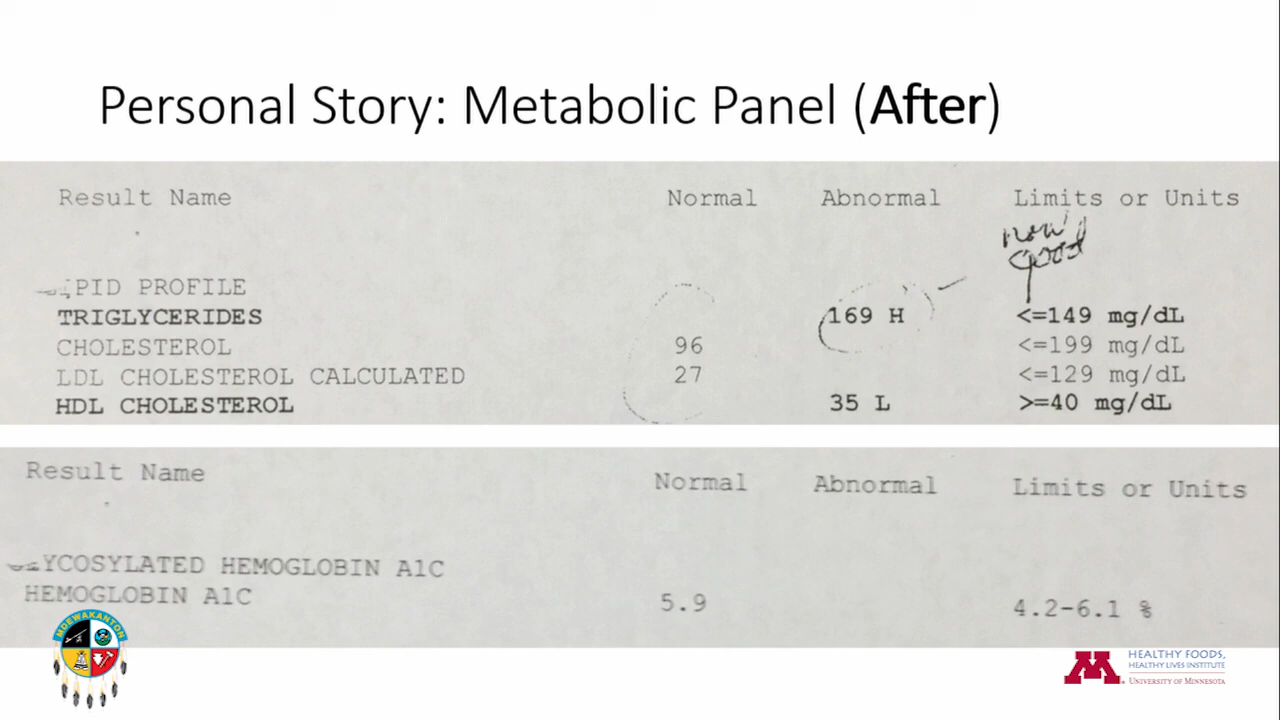 Personal Story: Metabolic Panel (After)
Result Name Normal Abnormal Limits or Units
now
good
PID PROFILE
TRIGLYCERIDES 169 H <=149 mg/dL
CHOLESTEROL 96 <=199 mg/dL
LDL CHOLESTEROL CALCULATED 27 <=129 mg/dL
HDL CHOLESTEROL 35 L >=40 mg/dL
Result Name Normal Abnormal Limits or Units
YCOSYLATED HEMOGLOBIN A1C
HEMOGLOBIN A1C 5.9 4.2-6.1 %
MDEWAKANTON
M
HEALTHY FOODS,
HEALTHY LIVES INSTITUTE
UNIVERSITY OF MINNESOTA